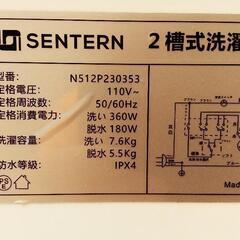 SENTERN 2槽式洗濯
型番: N512P230353
定格電圧: 110V~
定格周波数: 50/60Hz
定格消費電力: 洗い 360W
脱水 180W
洗濯容量: 洗い 7.6Kg
脱水 5.5Kg
防水等級: IPX4
PS
E
Mad